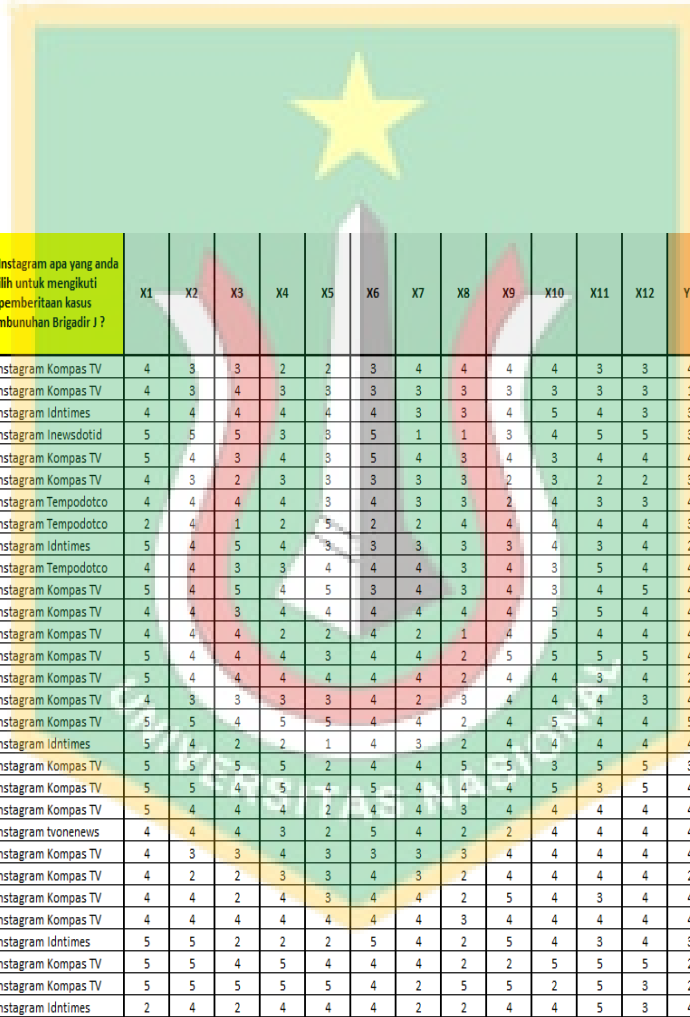 Instagram apa yang anda
lih untuk mengikuti
pemberitaan kasus
mbunuhan Brigadir J ?
X1 X2 X3 X4 X5 X6 X7 X8 X9 X10 X11 X12 Y
nstagram Kompas TV 4 3 3 2 2 3 4 4 4 4 3 3
nstagram Kompas TV 4 3 4 3 3 3 3 3 3 3 3 3
nstagram Idntimes 4 4 4 4 4 4 3 3 4 5 4 3
nstagram Inewsdotid 5 5 5 3 3 5 1 1 3 4 5 5
nstagram Kompas TV 5 4 3 4 3 5 4 3 4 3 4 4
nstagram Kompas TV 4 3 2 3 3 3 3 3 2 3 2 2
nstagram Tempodotco 4 4 4 4 3 4 3 3 2 4 3 3
nstagram Tempodotco 2 4 1 2 5 2 2 4 4 4 4 4
nstagram Idntimes 5 4 5 4 3 3 3 3 3 4 3 4
nstagram Tempodotco 4 4 3 3 4 4 4 3 4 3 5 4
nstagram Kompas TV 5 4 5 4 5 3 4 3 4 3 4 5
nstagram Kompas TV 4 4 3 4 4 4 4 4 4 5 5 4
nstagram Kompas TV 4 4 4 2 2 4 2 1 4 5 4 4
nstagram Kompas TV 5 4 4 4 3 4 4 2 5 5 5 5
nstagram Kompas TV 5 4 4 4 4 4 4 2 4 4 3 4
nstagram Kompas TV 4 3 3 3 3 4 2 3 4 4 4 3
nstagram Kompas TV 5 5 4 5 5 4 4 2 4 5 4 4
nstagram Idntimes 5 4 2 2 1 4 3 2 4 4 4 4
nstagram Kompas TV 5 5 5 5 2 4 4 5 5 3 5 5
nstagram Kompas TV 5 5 4 5 4 5 4 4 4 5 3 5
nstagram Kompas TV 5 4 4 4 2 4 4 3 4 4 4 4
nstagram tvonenews 4 4 4 3 2 5 4 2 2 4 4 4
nstagram Kompas TV 4 3 3 4 3 3 3 3 4 4 4 4
nstagram Kompas TV 4 2 2 3 3 4 3 2 4 4 4 4
nstagram Kompas TV 4 4 2 4 3 4 4 2 5 4 3 4
nstagram Kompas TV 4 4 4 4 4 4 4 3 4 4 4 4
nstagram Idntimes 5 5 2 2 2 5 4 2 5 4 3 4
nstagram Kompas TV 5 5 4 5 4 4 4 2 2 5 5 5
nstagram Kompas TV 5 5 5 5 5 4 2 5 5 2 5 3
nstagram Idntimes 2 4 2 4 4 4 2 2 4 4 5 3
UNIVERSITAS NASIONAL